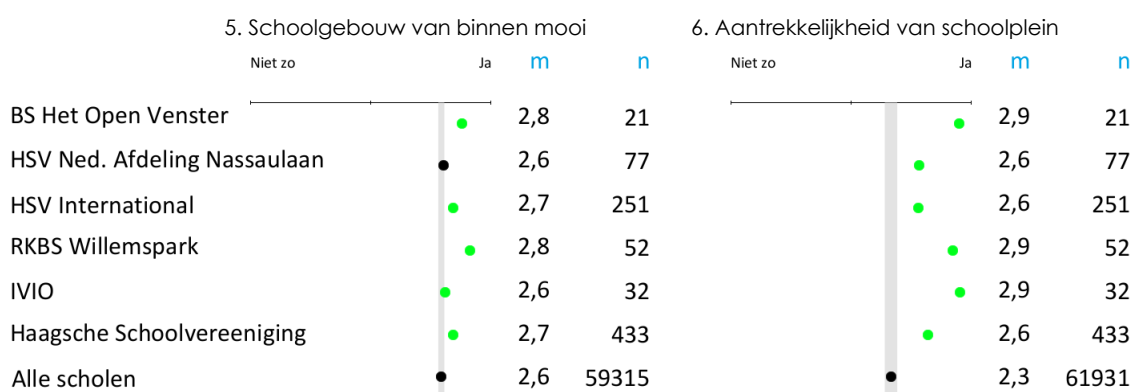 5. Schoolgebouw van binnen mooi 6. Aantrekkelijkheid van schoolplein
Niet zo Ja m n Niet zo Ja m n
BS Het Open Venster 2,8 21 2,9 21
HSV Ned. Afdeling Nassaulaan 2,6 77 2,6 77
HSV International 2,7 251 2,6 251
RKBS Willemspark 2,8 52 2,9 52
IVIO 2,6 32 2,9 32
Haagsche Schoolvereeniging 2,7 433 2,6 433
Alle scholen 2,6 59315 2,3 61931